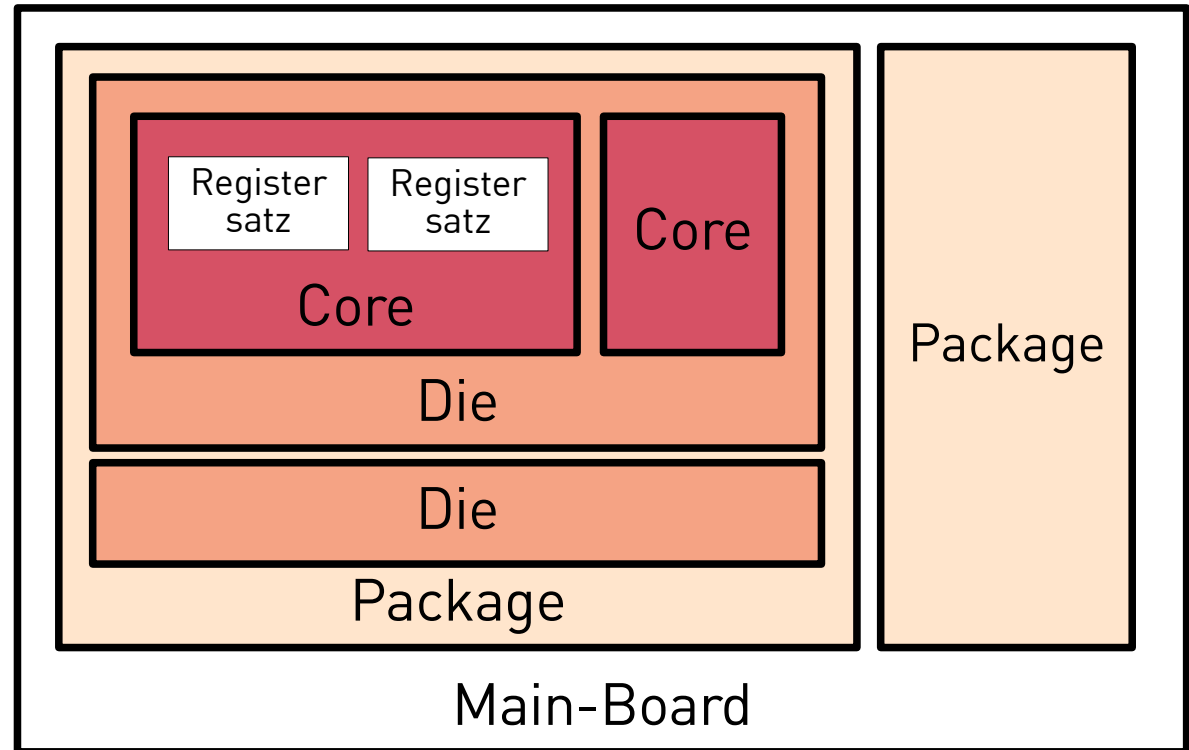 Register
satz
Register
satz
Core
Core
Die
Die
Package
Package
Main-Board